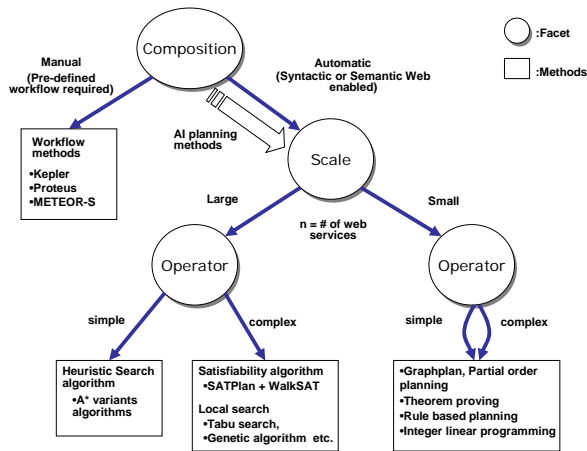 Composition
:Facet
:Methods
Manual
(Pre-defined
workflow required)
Automatic
(Syntactic or Semantic Web
enabled)
AI planning
methods
Workflow
methods
•Kepler
•Proteus
•METEOR-S
Scale
Large
Small
n = # of web
services
Operator
Operator
simple
complex
simple
complex
Heuristic Search
algorithm
•A* variants
algorithms
Satisfiability algorithm
•SATPlan + WalkSAT
Local search
•Tabu search,
•Genetic algorithm etc.
•Graphplan, Partial order
planning
•Theorem proving
•Rule based planning
•Integer linear programming